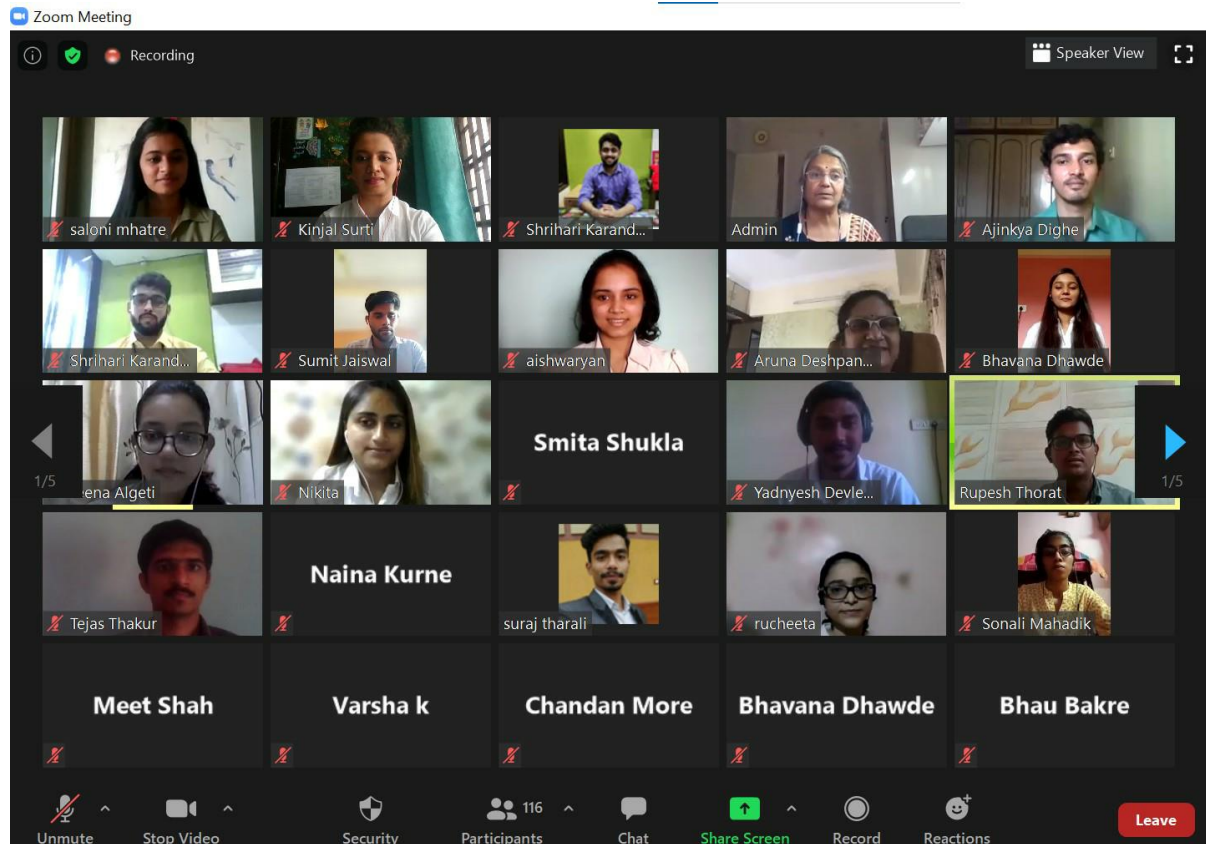 Zoom Meeting
Recording
Speaker View
saloni mhatre
Kinjal Surti
Shrihari Karand...
Admin
Ajinkya Dighe
Shrihari Karand...
Sumit Jaiswal
aishwaryan
Aruna Deshpan...
Bhavana Dhawde
1/5
ena Algeti
Nikita
Smita Shukla
Yadnyesh Devle...
Rupesh Thorat
1/5
Tejas Thakur
Naina Kurne
suraj tharali
rucheeta
Sonali Mahadik
Meet Shah
Varsha k
Chandan More
Bhavana Dhawde
Bhau Bakre
116
Unmute
Stop Video
Security
Participants
Chat
Share Screen
Record
Reactions
Leave